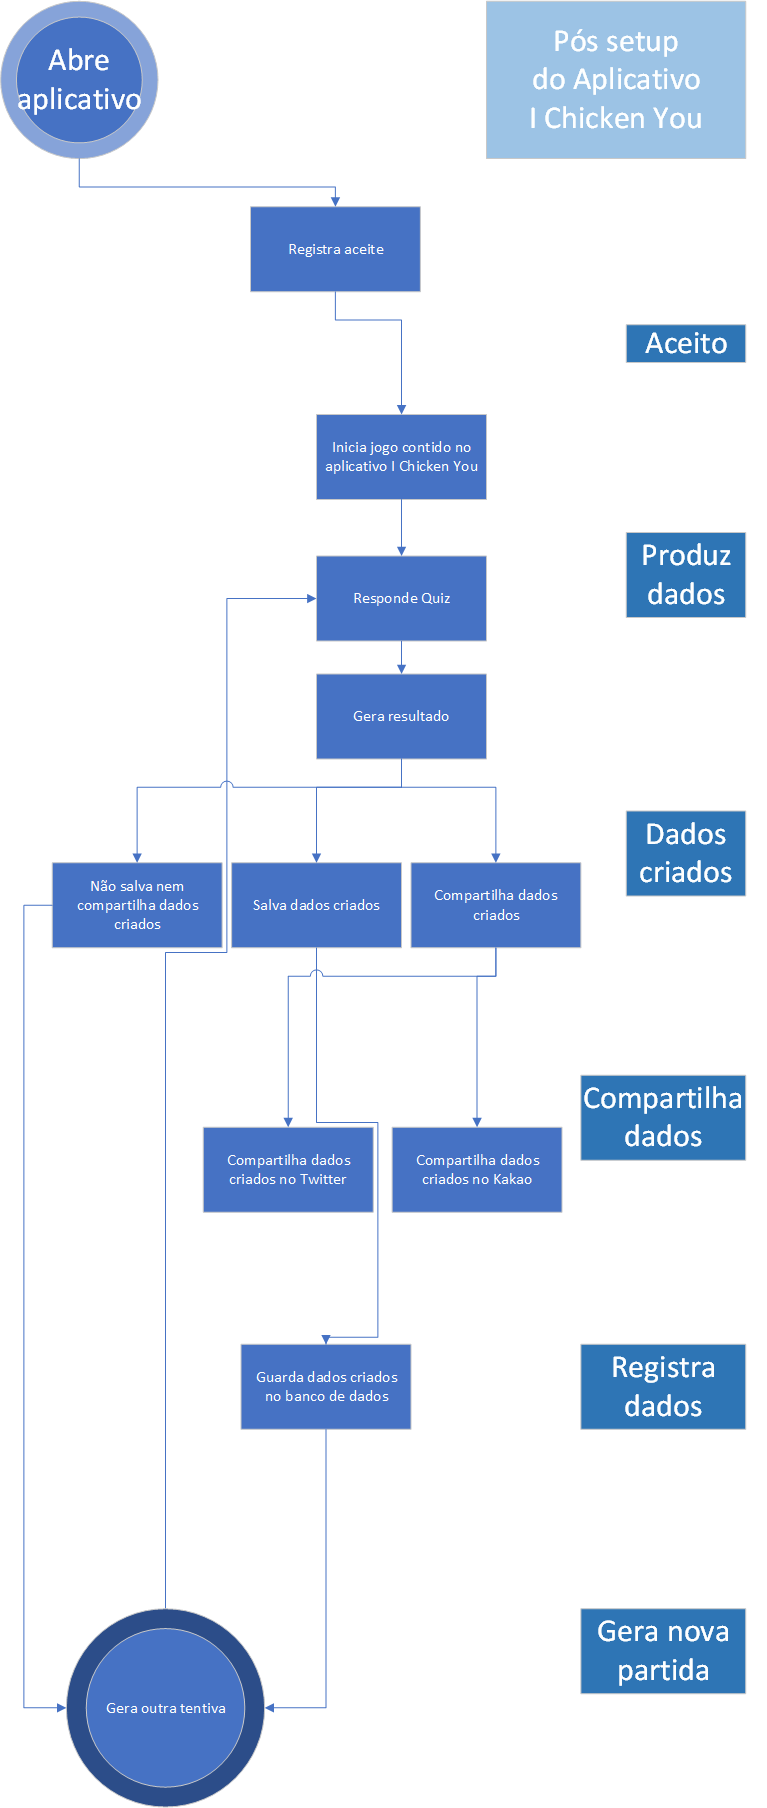 Abre
aplicativo
Pós setup
do Aplicativo
I Chicken You
Registra aceite
Aceito
Inicia jogo contido no
aplicativo I Chicken You
Produz
dados
Responde Quiz
Gera resultado
Dados
criados
Não salva nem
compartilha dados
criados
Salva dados criados
Compartilha dados
criados
Compartilha
dados
Compartilha dados
criados no Twitter
Compartilha dados
criados no Kakao
Registra
dados
Guarda dados criados
no banco de dados
Gera nova
partida
Gera outra tentiva